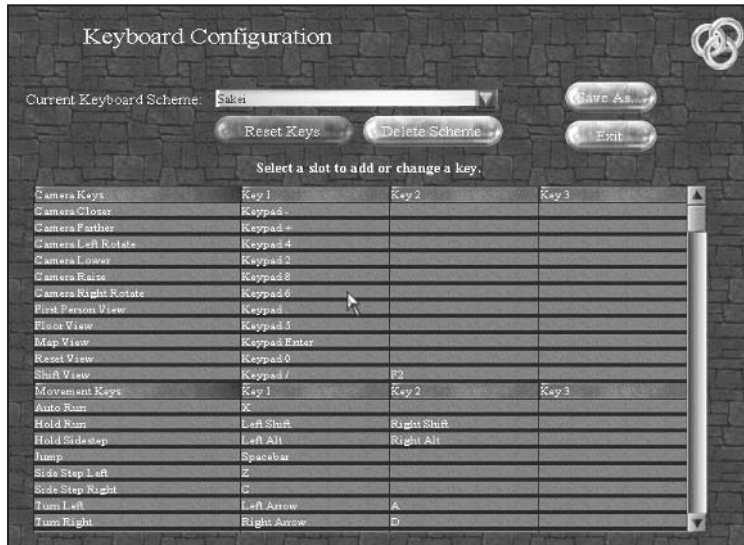 Keyboard Configuration
Current Keyboard Scheme: Sakei
Save As...
Reset Keys Delete Scheme Exit
Select a slot to add or change a key.
Camera Keys Key 1 Key 2 Key 3
Camera Closer Keypad -
Camera Farther Keypad +
Camera Left Rotate Keypad 4
Camera Lower Keypad 2
Camera Raise Keypad 8
Camera Right Rotate Keypad 6
First Person View Keypad .
Floor View Keypad 5
Map View Keypad Enter
Reset View Keypad 0
Shift View Keypad / F2
Movement Keys Key 1 Key 2 Key 3
Auto Run X
Hold Run Left Shift Right Shift
Hold Sidestep Left Alt Right Alt
Jump Spacebar
Side Step Left Z
Side Step Right C
Turn Left Left Arrow A
Turn Right Right Arrow D